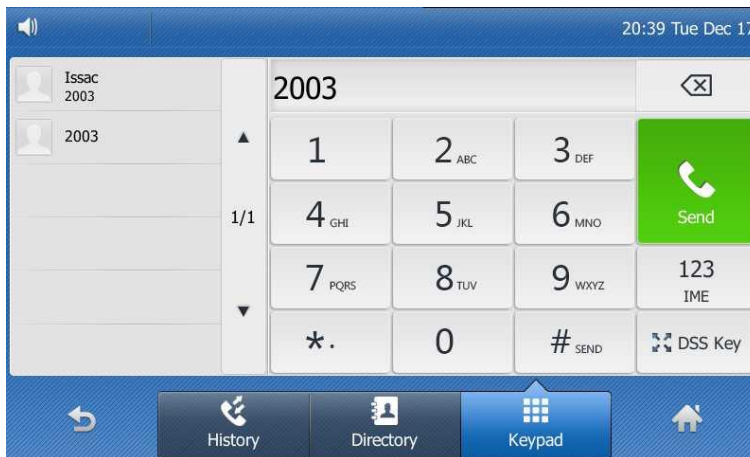 20:39 Tue Dec 17
Issac
2003
2003
1/1
2003
1
2 ABC
3 DEF
Send
4 GHI
5 JKL
6 MNO
7 PQRS
8 TUV
9 WXYZ
123
IME
*.
0
# SEND
DSS Key
History
Directory
Keypad